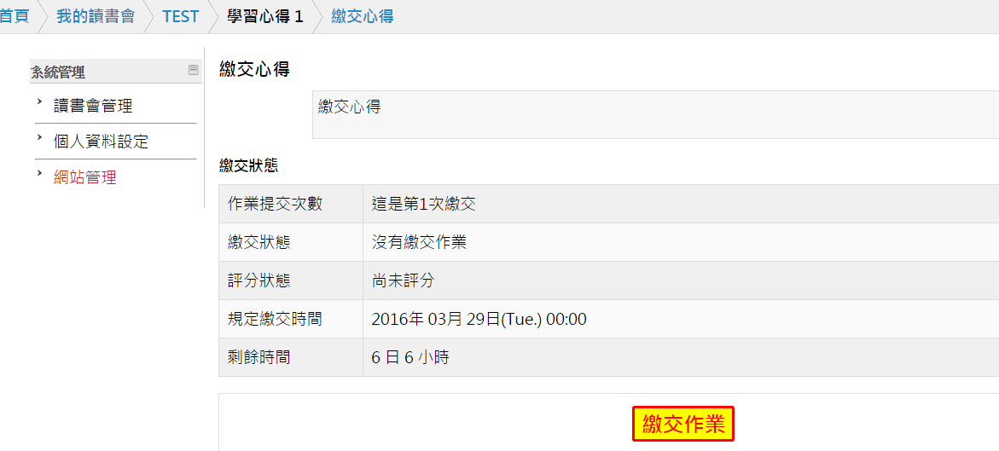 首頁 我的讀書會 TEST 學習心得 1 繳交心得
系統管理
讀書會管理
個人資料設定
網站管理
繳交心得
繳交心得
繳交狀態
作業提交次數 這是第1次繳交
繳交狀態 沒有繳交作業
評分狀態 尚未評分
規定繳交時間 2016年 03月 29日(Tue.) 00:00
剩餘時間 6 日 6 小時
繳交作業